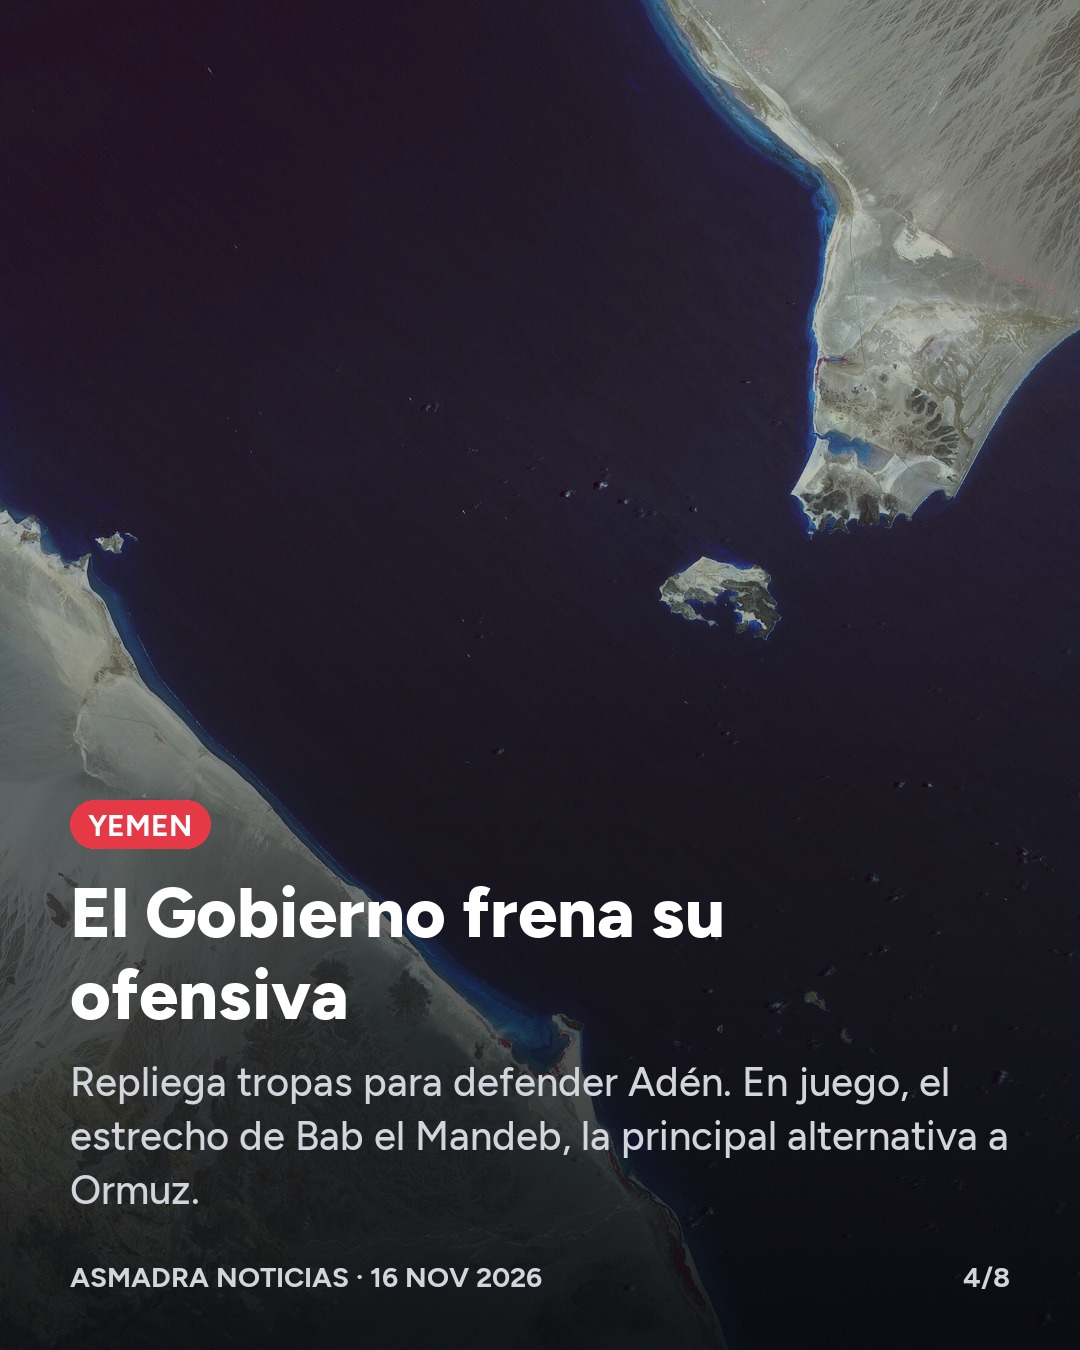 YEMEN
El Gobierno frena su
ofensiva
Repliega tropas para defender Adén. En juego, el
estrecho de Bab el Mandeb, la principal alternativa a
Ormuz.
ASMADRA NOTICIAS · 16 NOV 2026
4/8